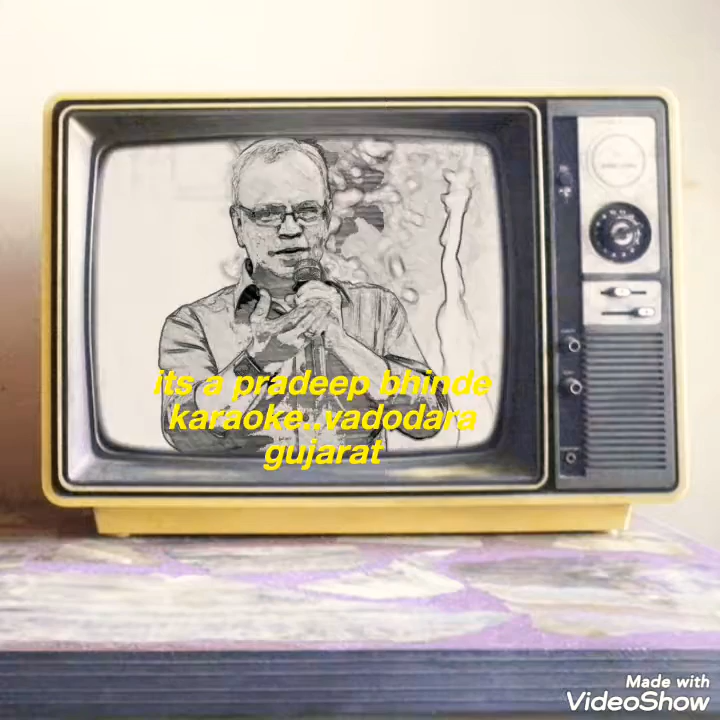 its a pradeep bhinde
karaoke..vadodara
gujarat
Made with
VideoShow